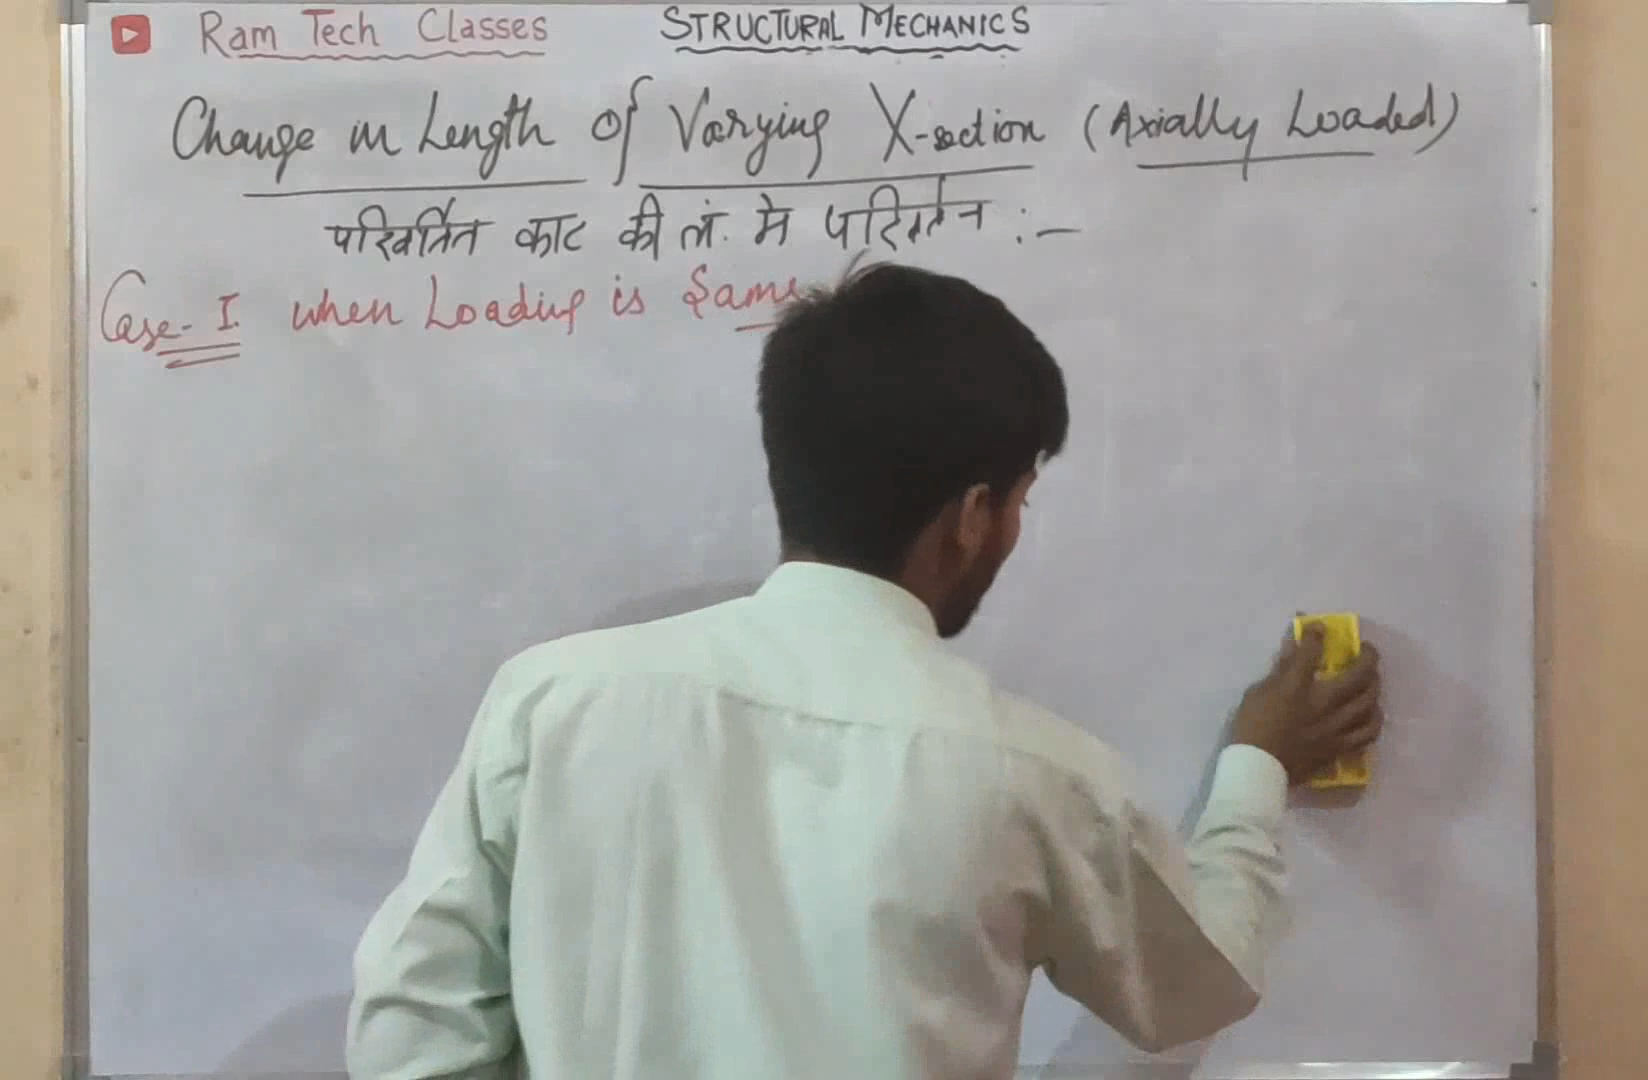 Ram Tech Classes STRUCTURAL MECHANICS
Change in Length of Varying X-section (Axially Loaded)
परिवर्तित काट की लं. मे परिवर्तन :-
Case-I. when Loading is Same